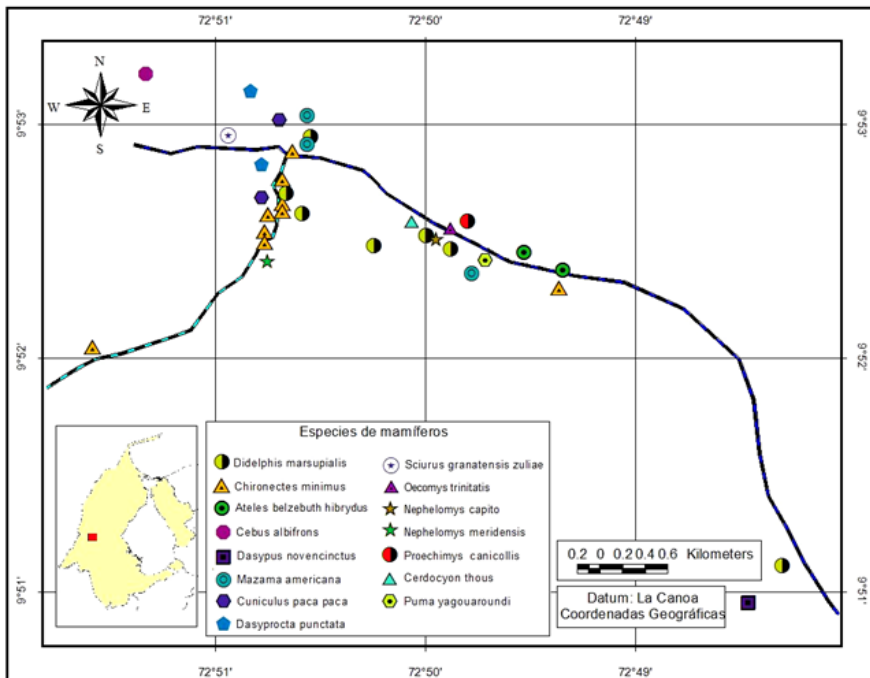 72°51' 72°50' 72°49'
N
W E
S
9°53' 9°53'
9°52' 9°52'
9°51' 9°51'
Especies de mamíferos
Didelphis marsupialis
Chironectes minimus
Ateles belzebuth hibrydus
Cebus albifrons
Dasypus novencinctus
Mazama americana
Cuniculus paca paca
Dasyprocta punctata
Sciurus granatensis zuliae
Oecomys trinitatis
Nephelomys capito
Nephelomys meridensis
Proechimys canicollis
Cerdocyon thous
Puma yagouaroundi
0.2 0 0.2 0.4 0.6 Kilometers
Datum: La Canoa
Coordenadas Geográficas
72°51' 72°50' 72°49'